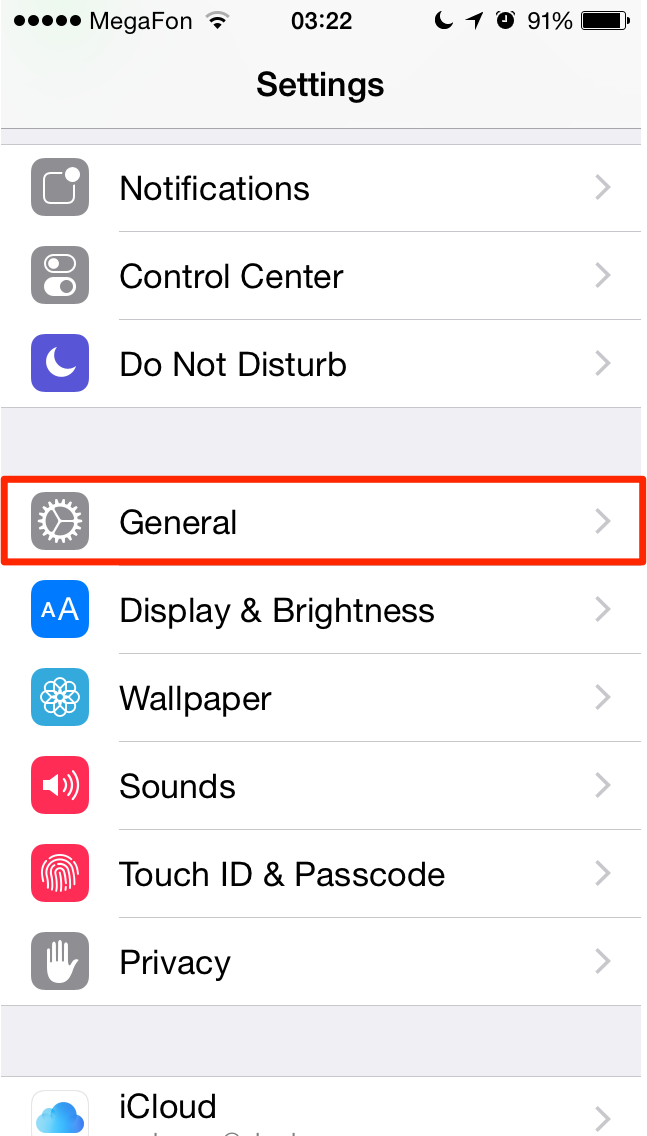 MegaFon 03:22 91%
Settings
Notifications
Control Center
Do Not Disturb
General
AA Display & Brightness
Wallpaper
Sounds
Touch ID & Passcode
Privacy
iCloud